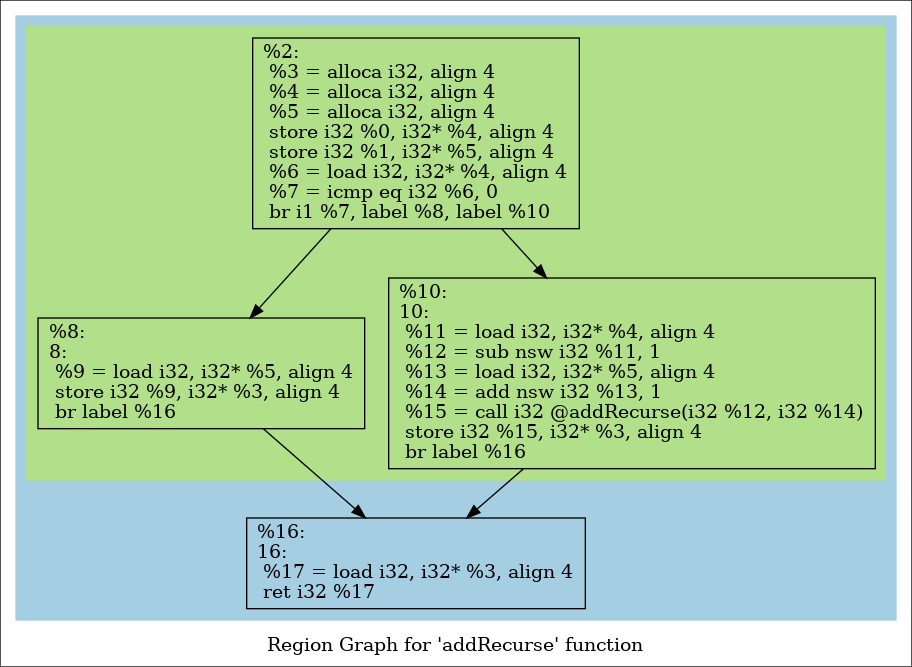 %2:
%3 = alloca i32, align 4
%4 = alloca i32, align 4
%5 = alloca i32, align 4
store i32 %0, i32* %4, align 4
store i32 %1, i32* %5, align 4
%6 = load i32, i32* %4, align 4
%7 = icmp eq i32 %6, 0
br i1 %7, label %8, label %10
%8:
8:
%9 = load i32, i32* %5, align 4
store i32 %9, i32* %3, align 4
br label %16
%10:
10:
%11 = load i32, i32* %4, align 4
%12 = sub nsw i32 %11, 1
%13 = load i32, i32* %5, align 4
%14 = add nsw i32 %13, 1
%15 = call i32 @addRecurse(i32 %12, i32 %14)
store i32 %15, i32* %3, align 4
br label %16
%16:
16:
%17 = load i32, i32* %3, align 4
ret i32 %17
Region Graph for 'addRecurse' function